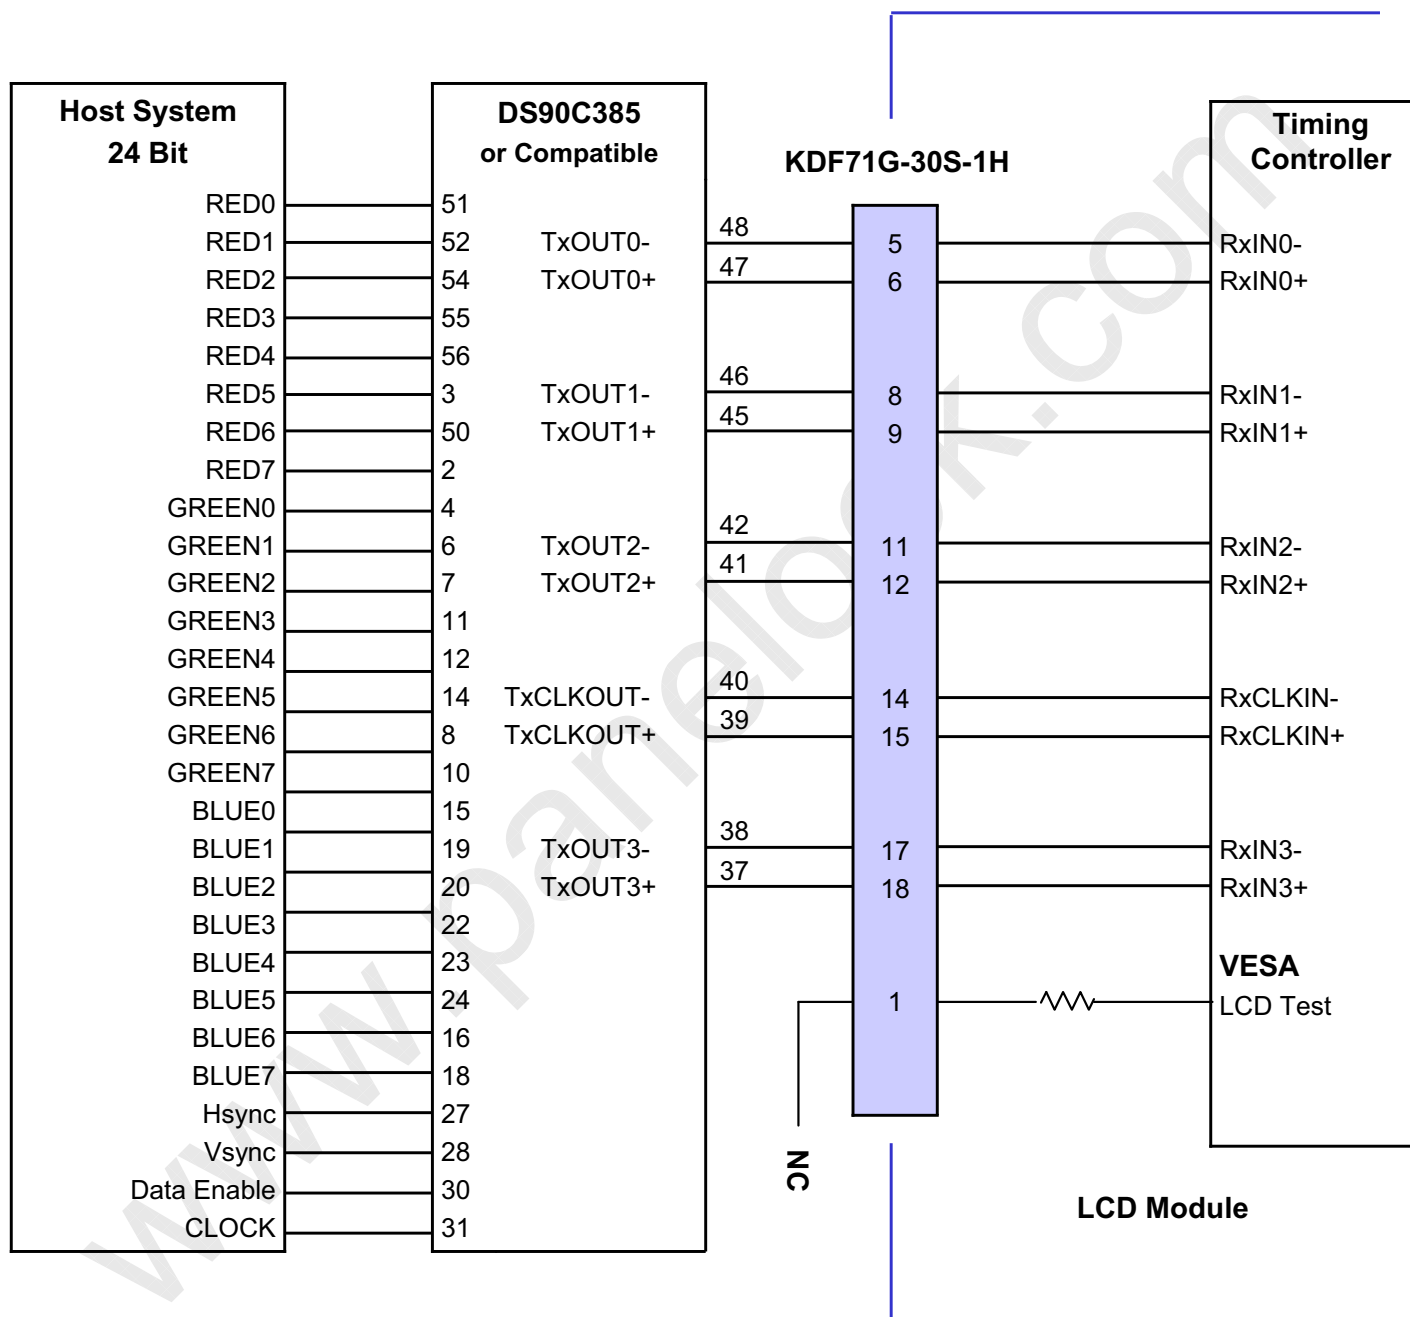 Host System
24 Bit
DS90C385
or Compatible
KDF71G-30S-1H
Timing
Controller
RED0 51
RED1 52 TxOUT0- 48 5 RxIN0-
RED2 54 TxOUT0+ 47 6 RxIN0+
RED3 55
RED4 56
RED5 3 TxOUT1- 46 8 RxIN1-
RED6 50 TxOUT1+ 45 9 RxIN1+
RED7 2
GREEN0 4
GREEN1 6 TxOUT2- 42 11 RxIN2-
GREEN2 7 TxOUT2+ 41 12 RxIN2+
GREEN3 11
GREEN4 12
GREEN5 14 TxCLKOUT- 40 14 RxCLKIN-
GREEN6 8 TxCLKOUT+ 39 15 RxCLKIN+
GREEN7 10
BLUE0 15
BLUE1 19 TxOUT3- 38 17 RxIN3-
BLUE2 20 TxOUT3+ 37 18 RxIN3+
BLUE3 22
BLUE4 23
VESA
BLUE5 24 1 LCD Test
BLUE6 16
BLUE7 18
Hsync 27
Vsync 28
NC
Data Enable 30
CLOCK 31
LCD Module
www.panelook.com